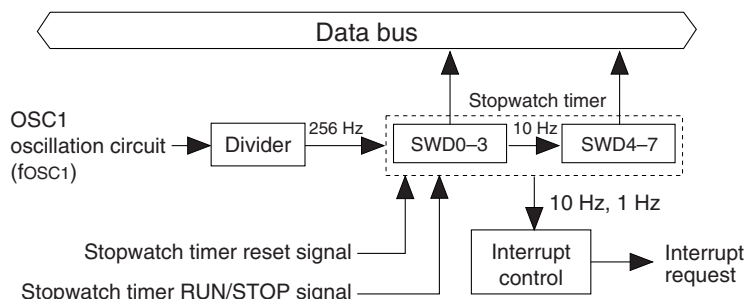 Data bus
Stopwatch timer
OSC1
oscillation circuit
(fOSC1)
Divider
256 Hz
SWD0–3
10 Hz
SWD4–7
10 Hz, 1 Hz
Stopwatch timer reset signal
Interrupt
control
Interrupt
request
Stopwatch timer RUN/STOP signal